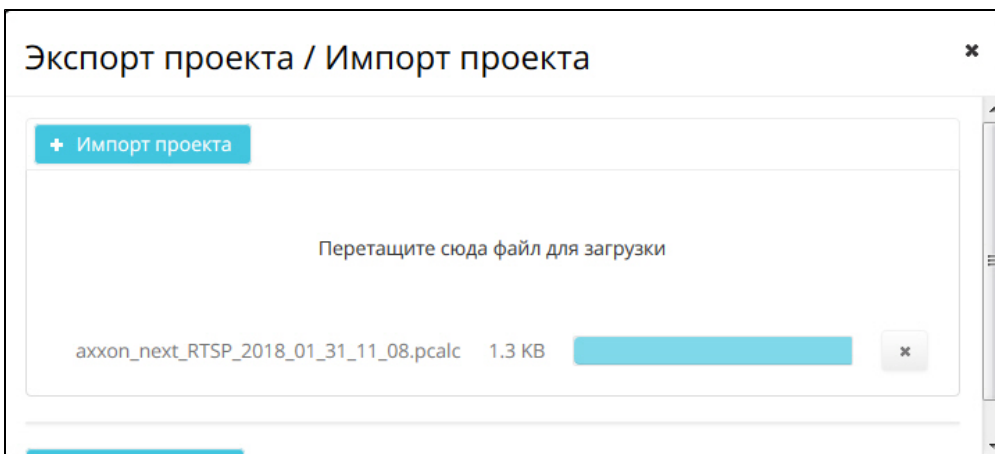 Экспорт проекта / Импорт проекта
Импорт проекта
Перетащите сюда файл для загрузки
axxon_next_RTSP_2018_01_31_11_08.pcalc 1.3 KB